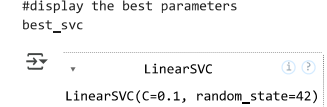 #display the best parameters
best_svc
LinearSVC
i ?
LinearSVC(C=0.1, random_state=42)